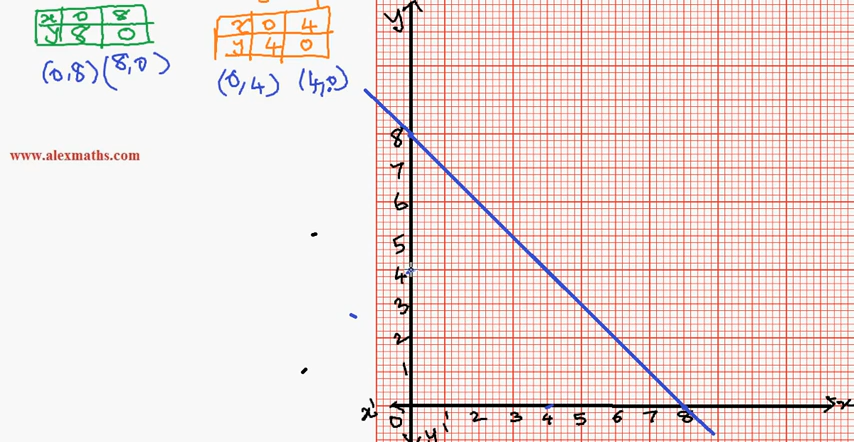 x 0 8
y 8 0
(0,8) (8,0)
x 0 4
y 4 0
(0,4) (4,0)
www.alexmaths.com
y
8
7
6
5
4
3
2
1
x' 0 1 2 3 4 5 6 7 8 x
y'